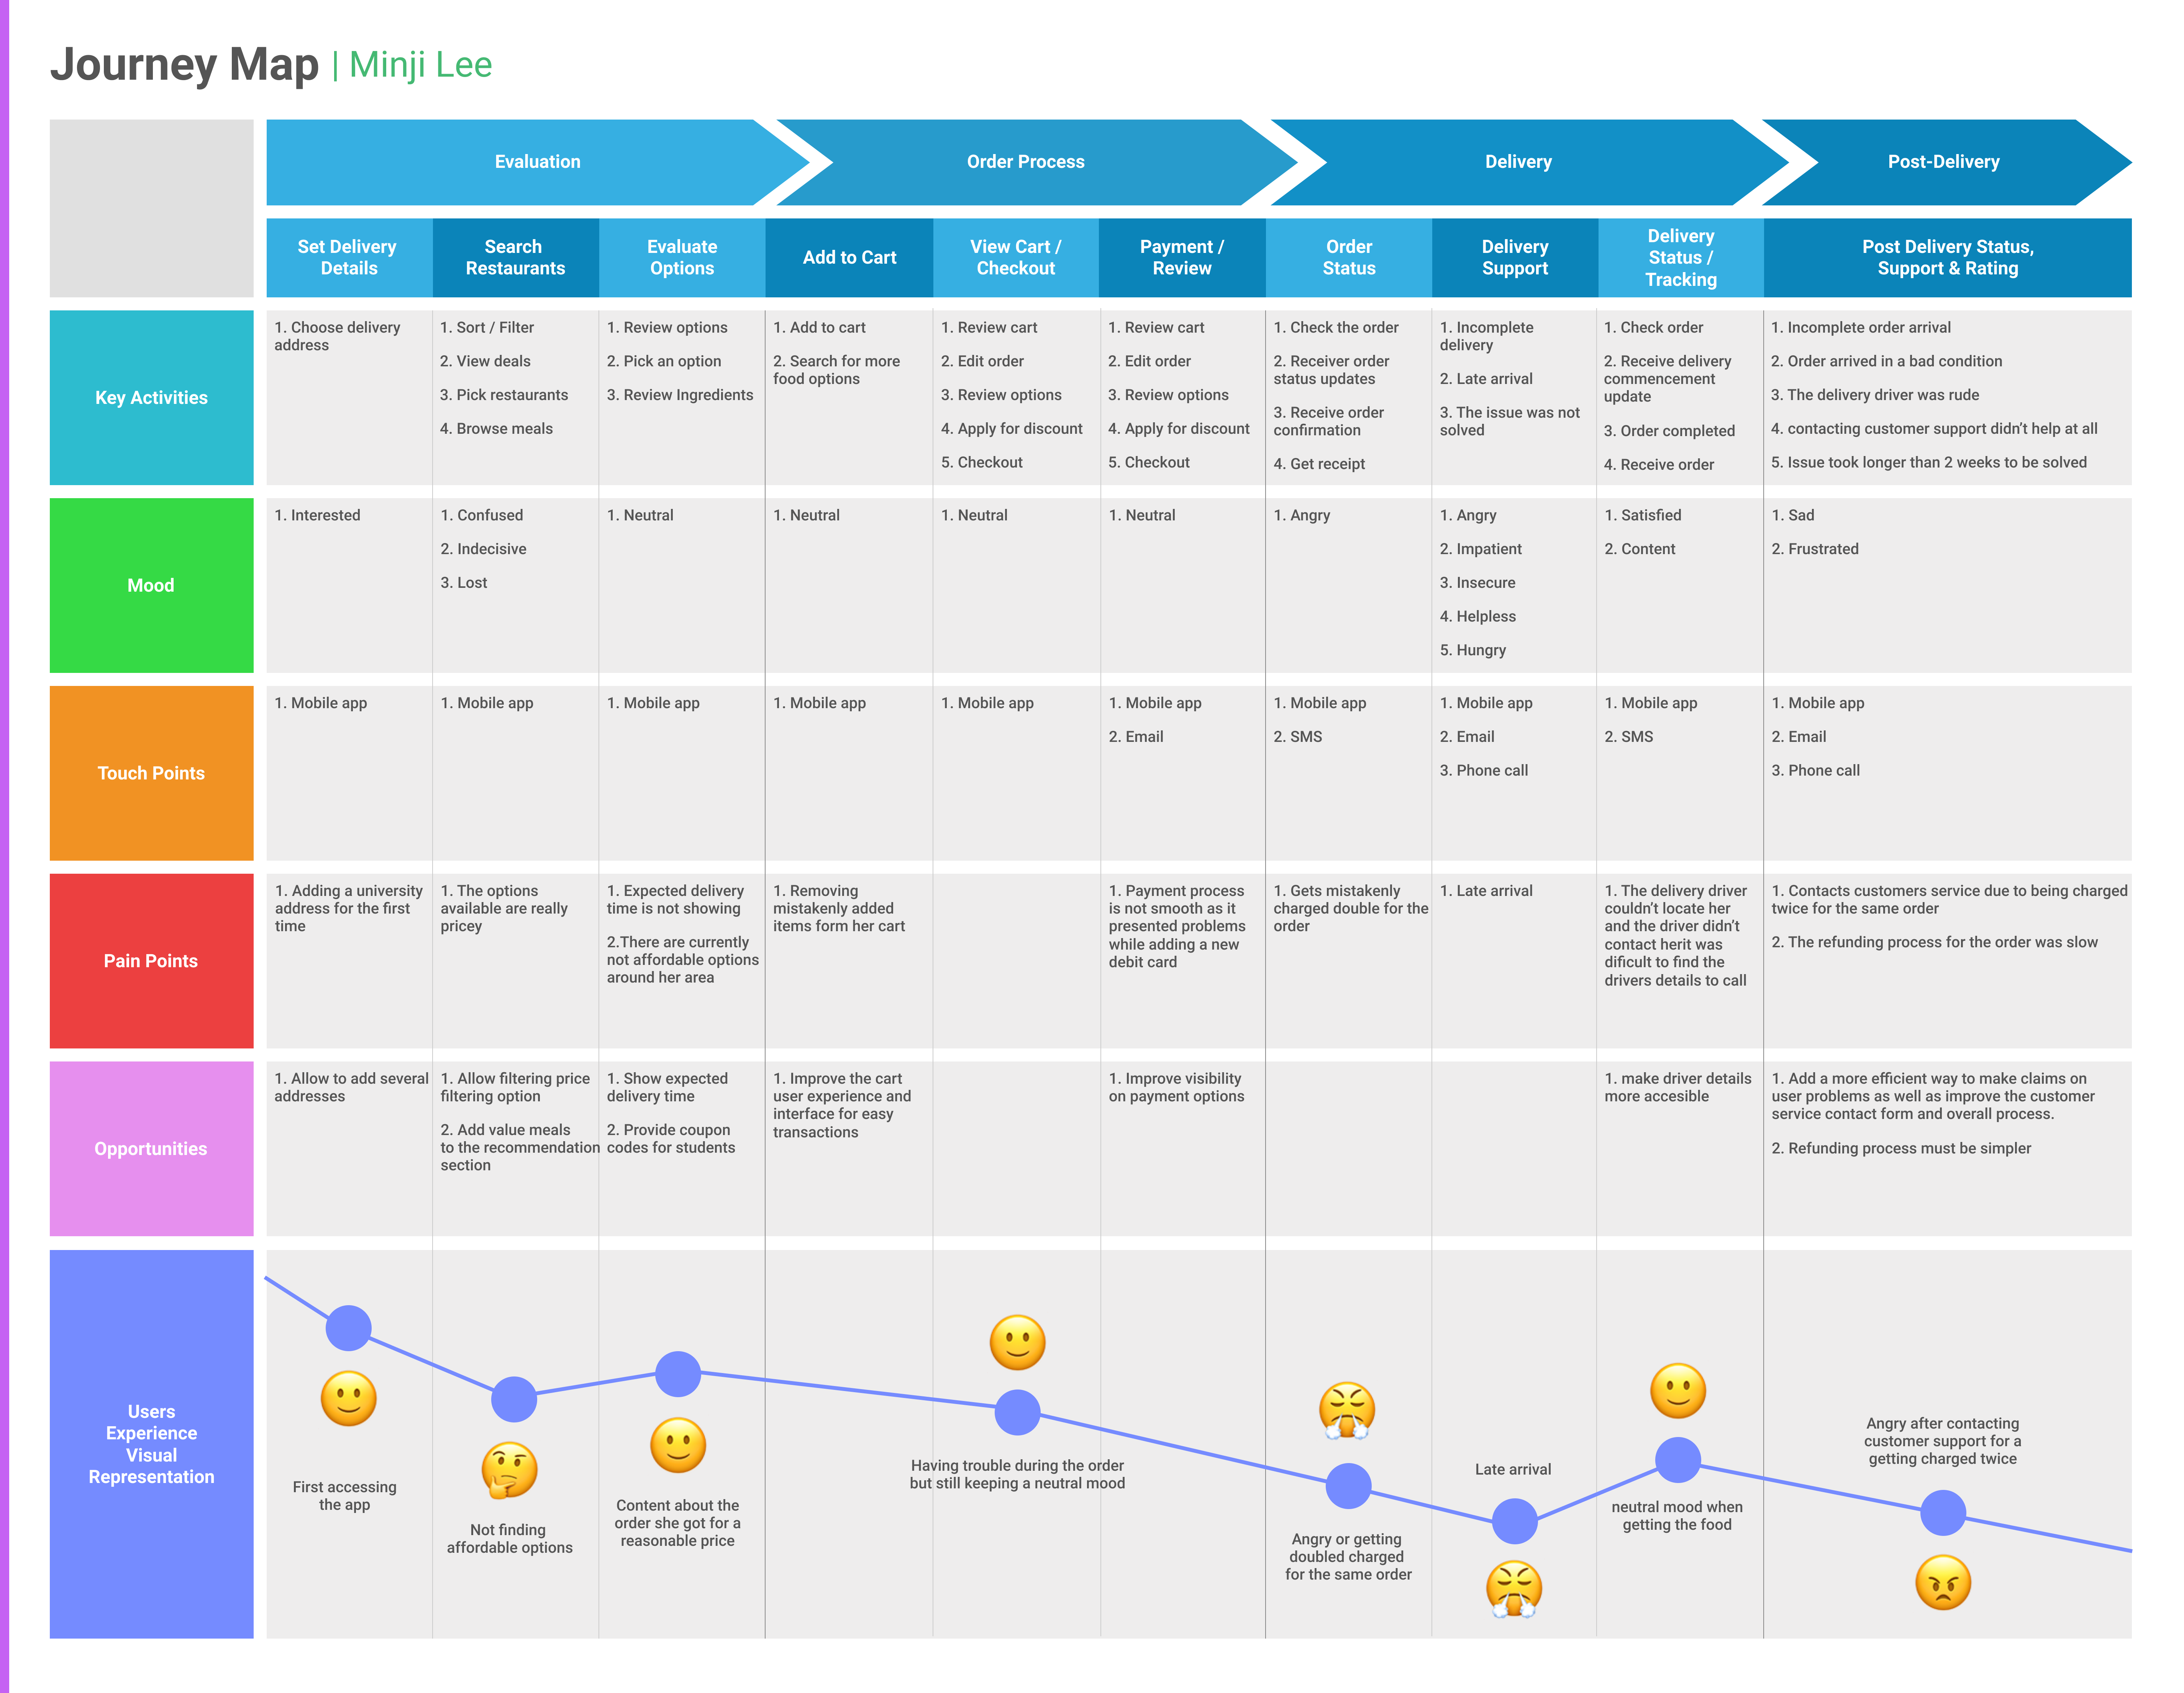 Journey Map | Minji Lee
Evaluation
Order Process
Delivery
Post-Delivery
Set Delivery
Details
Search
Restaurants
Evaluate
Options
Add to Cart
View Cart /
Checkout
Payment /
Review
Order
Status
Delivery
Support
Delivery
Status /
Tracking
Post Delivery Status,
Support & Rating
Key Activities
1. Choose delivery
address
1. Sort / Filter
2. View deals
3. Pick restaurants
4. Browse meals
1. Review options
2. Pick an option
3. Review Ingredients
1. Add to cart
2. Search for more
food options
1. Review cart
2. Edit order
3. Review options
4. Apply for discount
5. Checkout
1. Review cart
2. Edit order
3. Review options
4. Apply for discount
5. Checkout
1. Check the order
2. Receiver order
status updates
3. Receive order
confirmation
4. Get receipt
1. Incomplete
delivery
2. Late arrival
3. The issue was not
solved
1. Check order
2. Receive delivery
commencement
update
3. Order completed
4. Receive order
1. Incomplete order arrival
2. Order arrived in a bad condition
3. The delivery driver was rude
4. contacting customer support didn’t help at all
5. Issue took longer than 2 weeks to be solved
Mood
1. Interested
1. Confused
2. Indecisive
3. Lost
1. Neutral
1. Neutral
1. Neutral
1. Neutral
1. Angry
1. Angry
2. Impatient
3. Insecure
4. Helpless
5. Hungry
1. Satisfied
2. Content
1. Sad
2. Frustrated
Touch Points
1. Mobile app
1. Mobile app
1. Mobile app
1. Mobile app
1. Mobile app
1. Mobile app
2. Email
1. Mobile app
2. SMS
1. Mobile app
2. Email
3. Phone call
1. Mobile app
2. SMS
1. Mobile app
2. Email
3. Phone call
Pain Points
1. Adding a university
address for the first
time
1. The options
available are really
pricey
1. Expected delivery
time is not showing
2.There are currently
not affordable options
around her area
1. Removing
mistakenly added
items form her cart
1. Payment process
is not smooth as it
presented problems
while adding a new
debit card
1. Gets mistakenly
charged double for the
order
1. Late arrival
1. The delivery driver
couldn’t locate her
and the driver didn’t
contact herit was
dificult to find the
drivers details to call
1. Contacts customers service due to being charged
twice for the same order
2. The refunding process for the order was slow
Opportunities
1. Allow to add several
addresses
1. Allow filtering price
filtering option
2. Add value meals
to the recommendation
section
1. Show expected
delivery time
2. Provide coupon
codes for students
1. Improve the cart
user experience and
interface for easy
transactions
1. Improve visibility
on payment options
1. make driver details
more accesible
1. Add a more efficient way to make claims on
user problems as well as improve the customer
service contact form and overall process.
2. Refunding process must be simpler
Users
Experience
Visual
Representation
First accessing
the app
Not finding
affordable options
Content about the
order she got for a
reasonable price
Having trouble during the order
but still keeping a neutral mood
Angry or getting
doubled charged
for the same order
Late arrival
neutral mood when
getting the food
Angry after contacting
customer support for a
getting charged twice